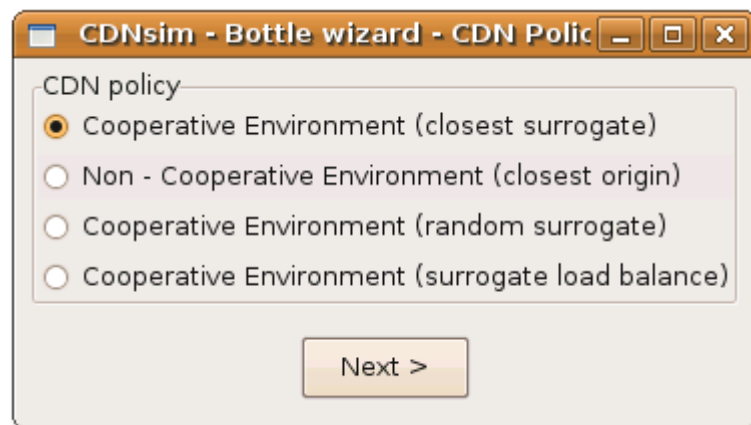 CDNsim - Bottle wizard - CDN Polic
CDN policy
Cooperative Environment (closest surrogate)
Non - Cooperative Environment (closest origin)
Cooperative Environment (random surrogate)
Cooperative Environment (surrogate load balance)
Next >